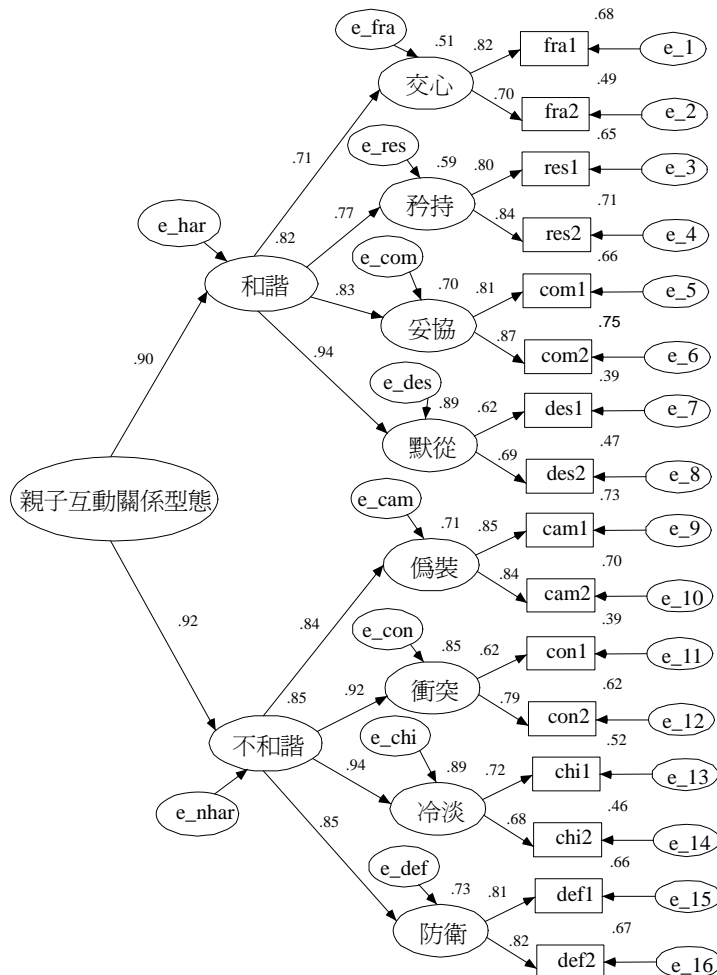 e_fra .51 .82 fra1 .68 e_1
交心 .49
.70 fra2 e_2
.71 e_res .59 .80 res1 .65 e_3
矜持 .71
.77 .84 res2 e_4
e_har .82 e_com .66
和諧 .83 .70 .81 com1 e_5
妥協 .75
.90 .94 .87 com2 e_6
e_des .89 .62 des1 .39 e_7
默從 .47
.69 des2 e_8
親子互動關係型態
e_cam .71 .85 cam1 .73 e_9
偽裝 .70
.92 .84 .84 cam2 e_10
e_con .85 .62 con1 .39 e_11
衝突 .62
.85 .92 .79 con2 e_12
不和諧 e_chi .52
.94 .89 .72 chi1 e_13
冷淡 .46
e_nhar .85 .68 chi2 e_14
e_def .73 .81 def1 .66 e_15
防衛 .67
.82 def2 e_16